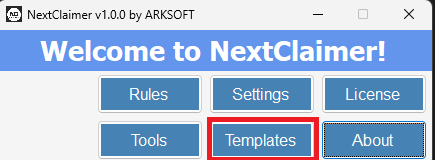 NextClaimer v1.0.0 by ARKSOFT
Welcome to NextClaimer!
Rules Settings License
Tools Templates About